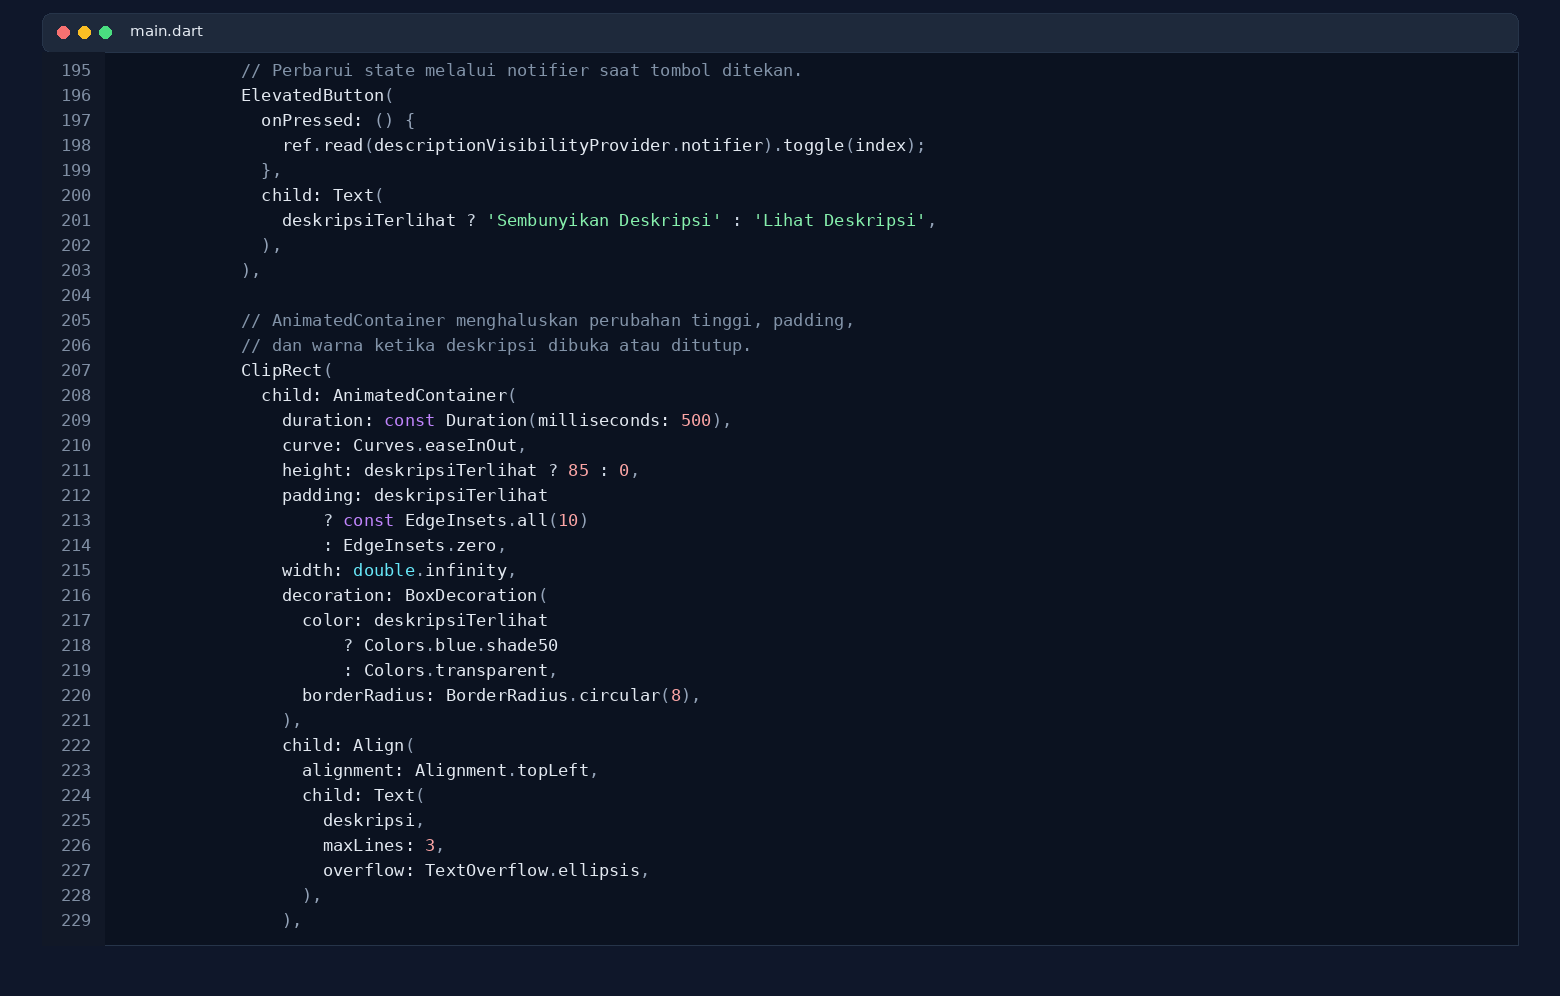 main.dart
195 // Perbarui state melalui notifier saat tombol ditekan.
196 ElevatedButton(
197 onPressed: () {
198 ref.read(descriptionVisibilityProvider.notifier).toggle(index);
199 },
200 child: Text(
201 deskripsiTerlihat ? 'Sembunyikan Deskripsi' : 'Lihat Deskripsi',
202 ),
203 ),
204
205 // AnimatedContainer menghaluskan perubahan tinggi, padding,
206 // dan warna ketika deskripsi dibuka atau ditutup.
207 ClipRect(
208 child: AnimatedContainer(
209 duration: const Duration(milliseconds: 500),
210 curve: Curves.easeInOut,
211 height: deskripsiTerlihat ? 85 : 0,
212 padding: deskripsiTerlihat
213 ? const EdgeInsets.all(10)
214 : EdgeInsets.zero,
215 width: double.infinity,
216 decoration: BoxDecoration(
217 color: deskripsiTerlihat
218 ? Colors.blue.shade50
219 : Colors.transparent,
220 borderRadius: BorderRadius.circular(8),
221 ),
222 child: Align(
223 alignment: Alignment.topLeft,
224 child: Text(
225 deskripsi,
226 maxLines: 3,
227 overflow: TextOverflow.ellipsis,
228 ),
229 ),